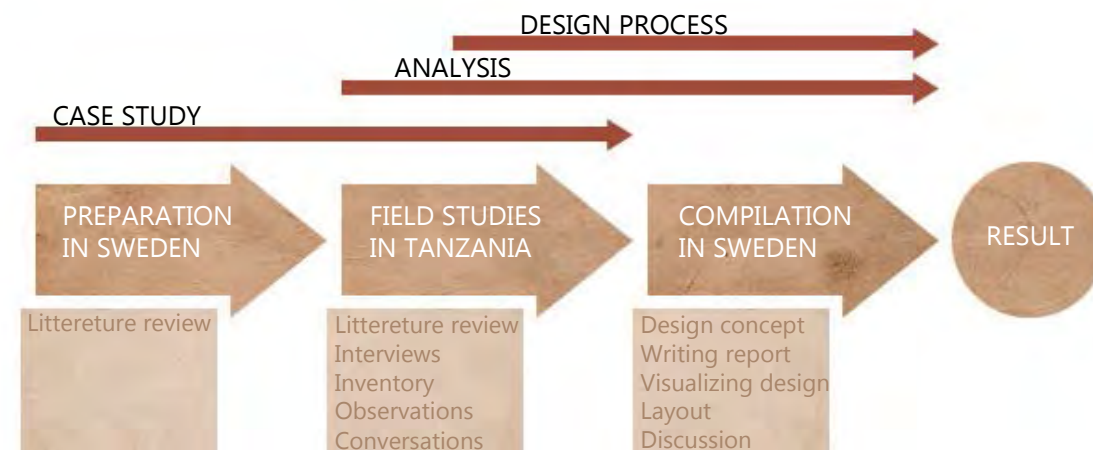 DESIGN PROCESS
ANALYSIS
CASE STUDY
PREPARATION
IN SWEDEN
FIELD STUDIES
IN TANZANIA
COMPILATION
IN SWEDEN
RESULT
Littereture review
Littereture review
Interviews
Inventory
Observations
Conversations
Design concept
Writing report
Visualizing design
Layout
Discussion